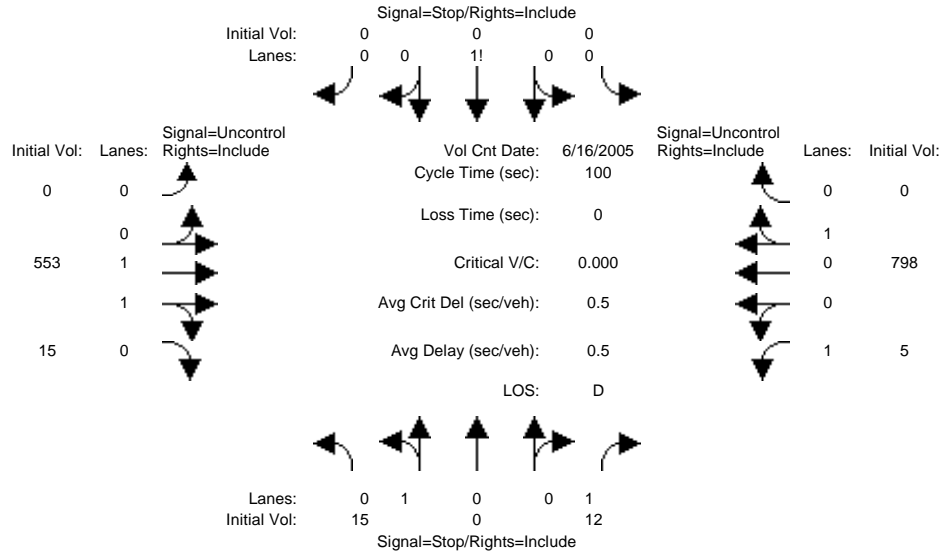 Signal=Stop/Rights=Include
Initial Vol: 0 0 0
Lanes: 0 0 1! 0 0
Signal=Uncontrol
Initial Vol: Lanes: Rights=Include
Vol Cnt Date: 6/16/2005
Signal=Uncontrol
Rights=Include Lanes: Initial Vol:
Cycle Time (sec): 100
0 0
0 0
Loss Time (sec): 0
0
1
553 1
Critical V/C: 0.000
0 798
1
Avg Crit Del (sec/veh): 0.5
0
15 0
Avg Delay (sec/veh): 0.5
1 5
LOS: D
Lanes: 0 1 0 0 1
Initial Vol: 15 0 12
Signal=Stop/Rights=Include